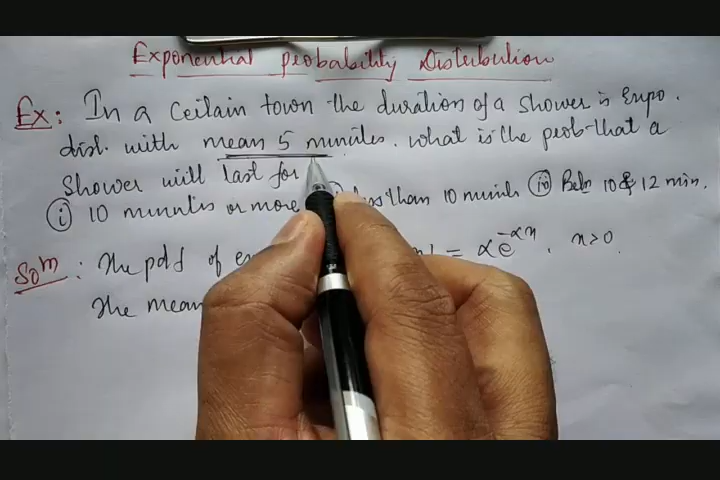 Exponential probability Distribution
Ex: In a certain town the duration of a shower is Expo.
dist. with mean 5 minutes. what is the prob. that a
shower will last for
(i) 10 minutes or more less than 10 minuts (iii) Betn 10 & 12 min.
Soln: The pdf of = αe^-αx, x>0.
The mean